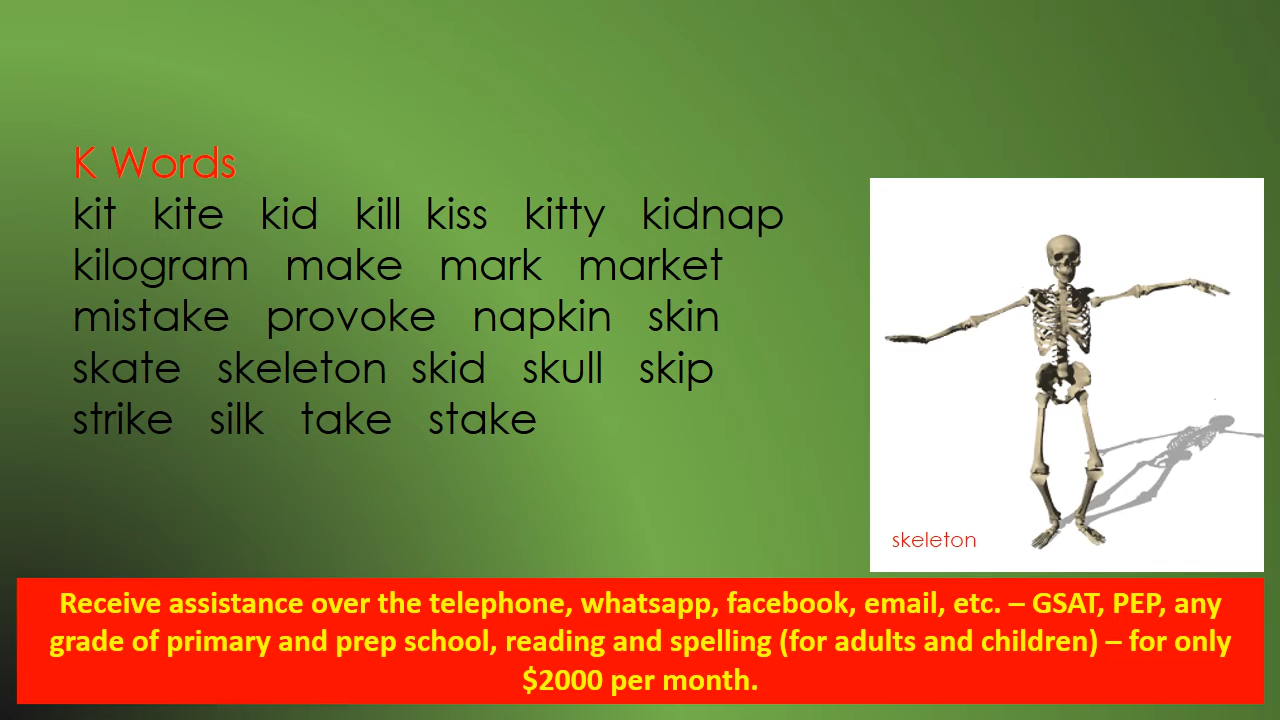 K Words
kit kite kid kill kiss kitty kidnap
kilogram make mark market
mistake provoke napkin skin
skate skeleton skid skull skip
strike silk take stake
skeleton
Receive assistance over the telephone, whatsapp, facebook, email, etc. – GSAT, PEP, any
grade of primary and prep school, reading and spelling (for adults and children) – for only
$2000 per month.